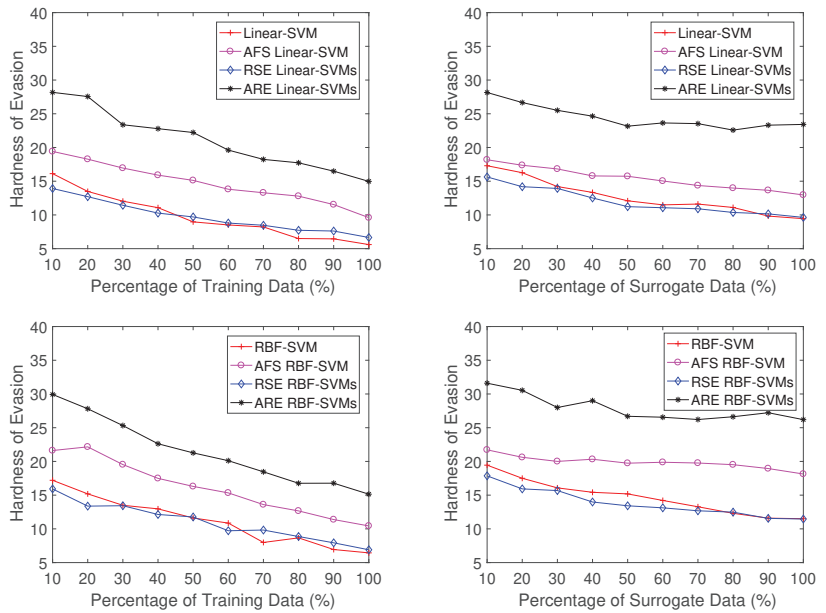 40
35
30
25
20
15
10
5
Hardness of Evasion
Linear-SVM
AFS Linear-SVM
RSE Linear-SVMs
ARE Linear-SVMs
10 20 30 40 50 60 70 80 90 100
Percentage of Training Data (%)
40
35
30
25
20
15
10
5
Hardness of Evasion
Linear-SVM
AFS Linear-SVM
RSE Linear-SVMs
ARE Linear-SVMs
10 20 30 40 50 60 70 80 90 100
Percentage of Surrogate Data (%)
40
35
30
25
20
15
10
5
Hardness of Evasion
RBF-SVM
AFS RBF-SVM
RSE RBF-SVMs
ARE RBF-SVMs
10 20 30 40 50 60 70 80 90 100
Percentage of Training Data (%)
40
35
30
25
20
15
10
5
Hardness of Evasion
RBF-SVM
AFS RBF-SVM
RSE RBF-SVMs
ARE RBF-SVMs
10 20 30 40 50 60 70 80 90 100
Percentage of Surrogate Data (%)